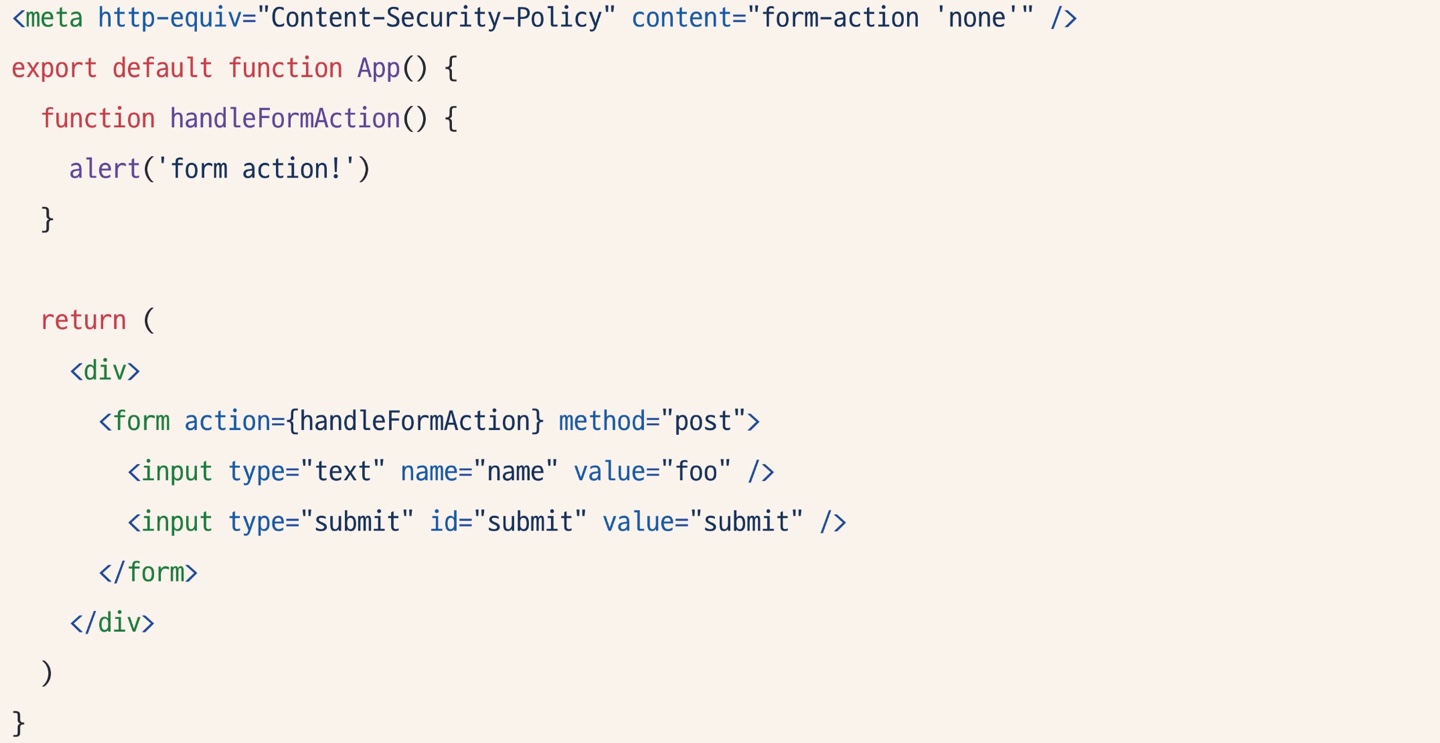 <meta http-equiv="Content-Security-Policy" content="form-action 'none'" />
export default function App() {
  function handleFormAction() {
    alert('form action!')
  }

  return (
    <div>
      <form action={handleFormAction} method="post">
        <input type="text" name="name" value="foo" />
        <input type="submit" id="submit" value="submit" />
      </form>
    </div>
  )
}